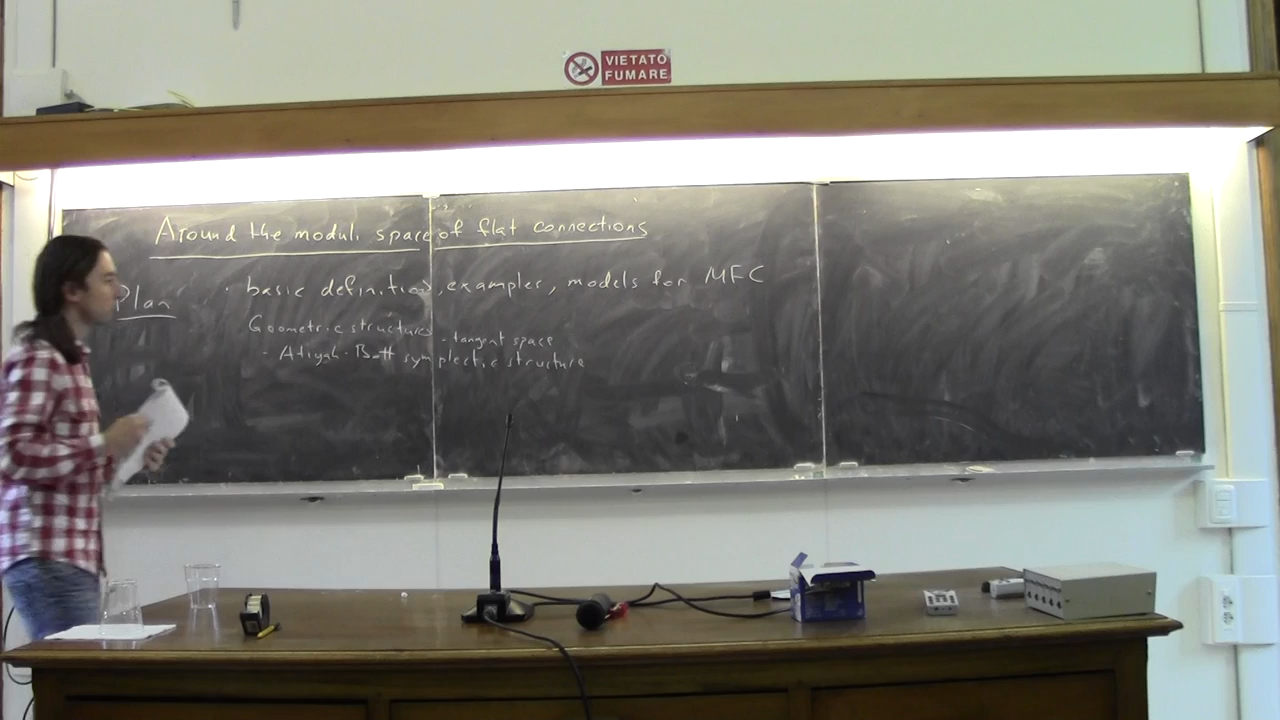 VIETATO
FUMARE
Around the moduli space of flat connections
Plan
· basic definitions, examples, models for MFC
Geometric structures - tangent space
- Atiyah-Bott symplectic structure